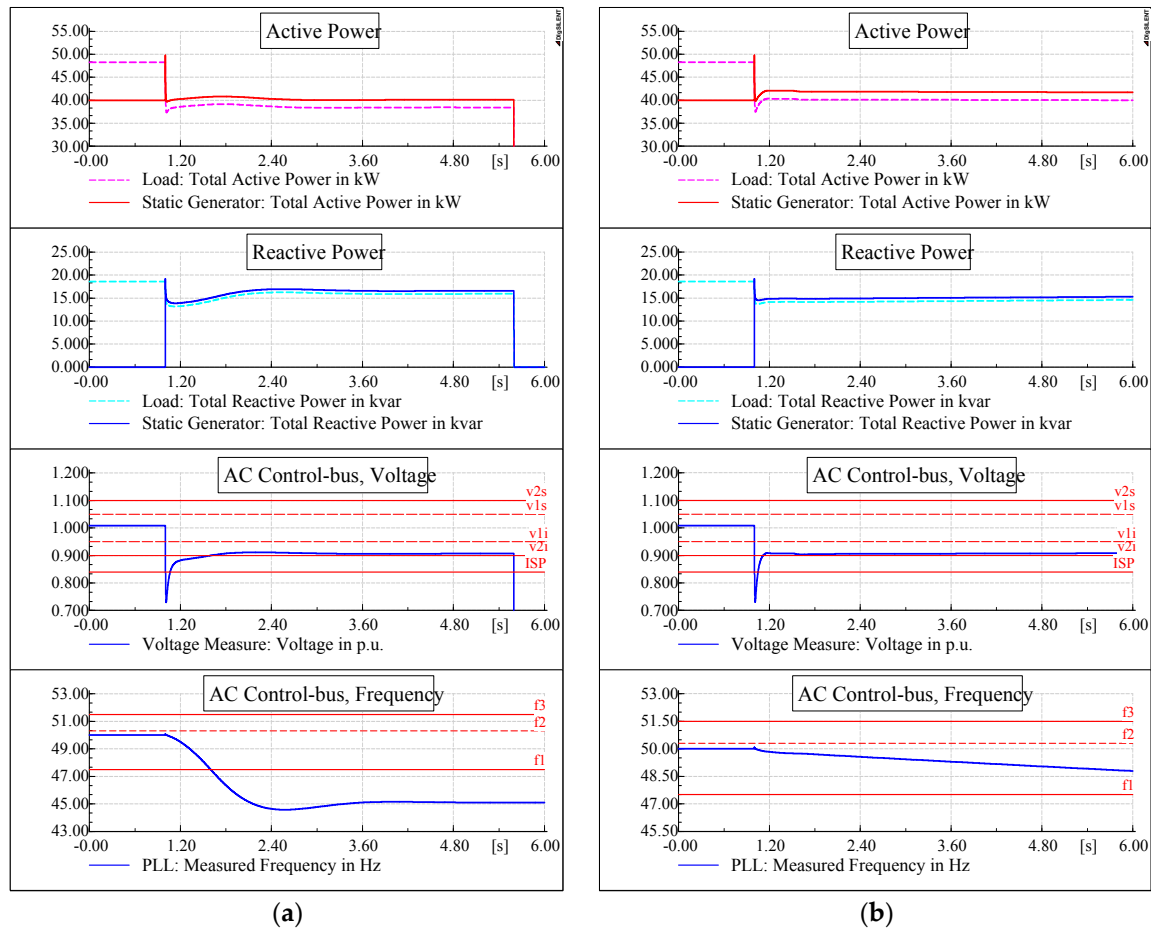 Active Power
DIgSILENT
55.00
50.00
45.00
40.00
35.00
30.00
-0.00 1.20 2.40 3.60 4.80 [s] 6.00
Load: Total Active Power in kW
Static Generator: Total Active Power in kW
Reactive Power
25.00
20.00
15.00
10.00
5.000
0.000
-0.00 1.20 2.40 3.60 4.80 [s] 6.00
Load: Total Reactive Power in kvar
Static Generator: Total Reactive Power in kvar
AC Control-bus, Voltage
1.200
1.100
1.000
0.900
0.800
0.700
v2s
v1s
v1i
v2i
ISP
-0.00 1.20 2.40 3.60 4.80 [s] 6.00
Voltage Measure: Voltage in p.u.
AC Control-bus, Frequency
53.00
51.00
49.00
47.00
45.00
43.00
f3
f2
f1
-0.00 1.20 2.40 3.60 4.80 [s] 6.00
PLL: Measured Frequency in Hz
(a)
Active Power
DIgSILENT
55.00
50.00
45.00
40.00
35.00
30.00
-0.00 1.20 2.40 3.60 4.80 [s] 6.00
Load: Total Active Power in kW
Static Generator: Total Active Power in kW
Reactive Power
25.00
20.00
15.00
10.00
5.000
0.000
-0.00 1.20 2.40 3.60 4.80 [s] 6.00
Load: Total Reactive Power in kvar
Static Generator: Total Reactive Power in kvar
AC Control-bus, Voltage
1.200
1.100
1.000
0.900
0.800
0.700
v2s
v1s
v1i
v2i
ISP
-0.00 1.20 2.40 3.60 4.80 [s] 6.00
Voltage Measure: Voltage in p.u.
AC Control-bus, Frequency
53.00
51.50
50.00
48.50
47.00
45.50
f3
f2
f1
-0.00 1.20 2.40 3.60 4.80 [s] 6.00
PLL: Measured Frequency in Hz
(b)